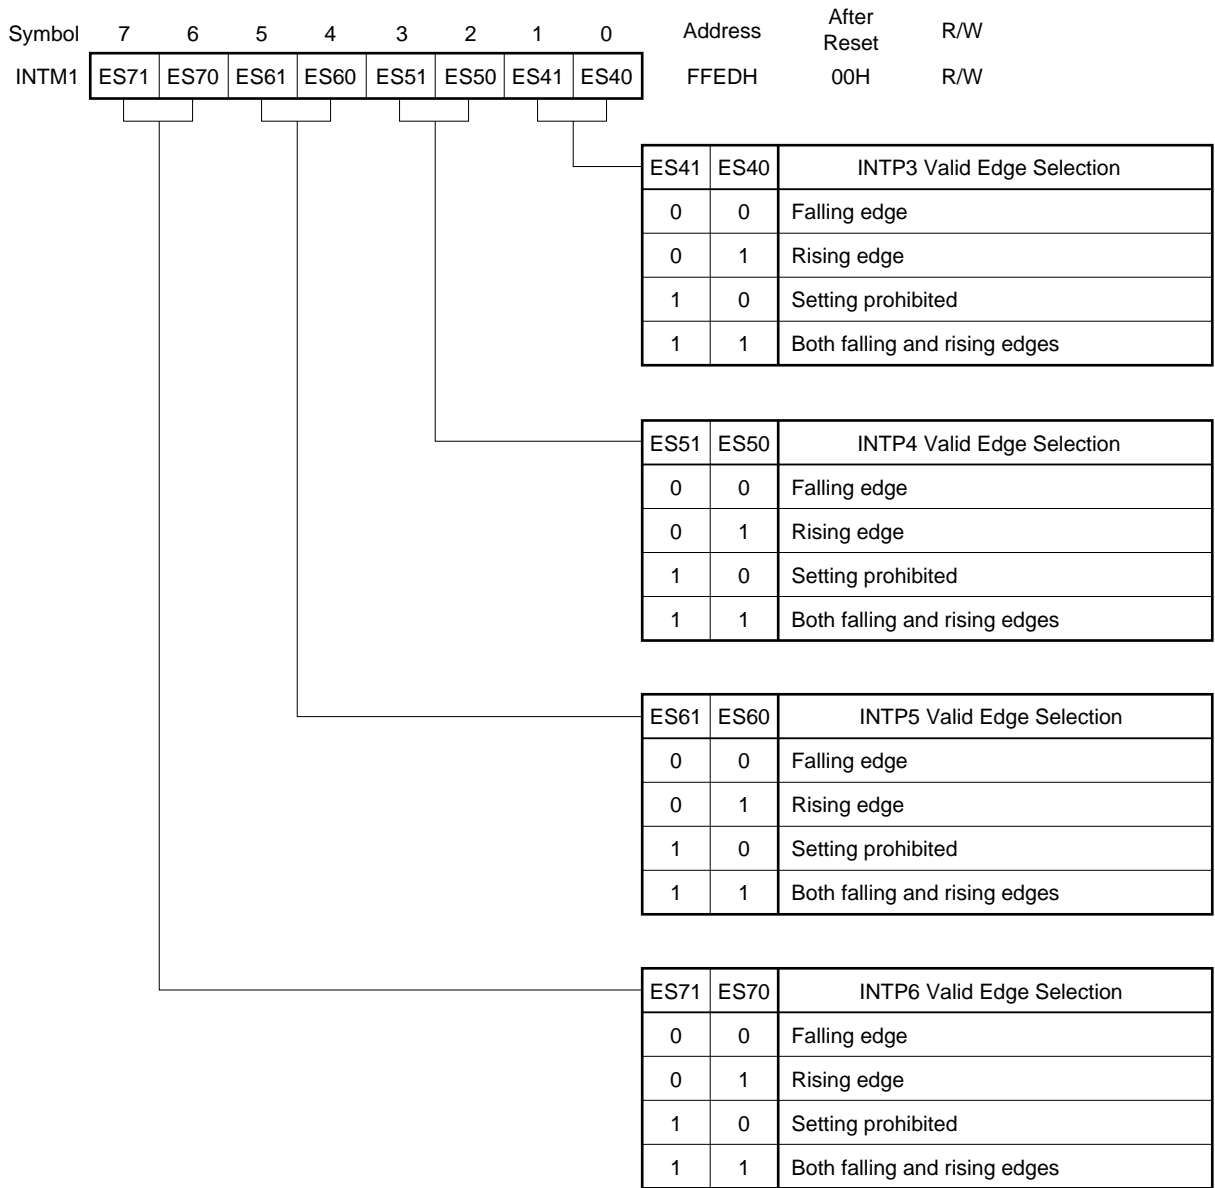 Symbol 7 6 5 4 3 2 1 0 Address After Reset R/W
INTM1 ES71 ES70 ES61 ES60 ES51 ES50 ES41 ES40 FFEDH 00H R/W
ES41 ES40 INTP3 Valid Edge Selection
0 0 Falling edge
0 1 Rising edge
1 0 Setting prohibited
1 1 Both falling and rising edges
ES51 ES50 INTP4 Valid Edge Selection
0 0 Falling edge
0 1 Rising edge
1 0 Setting prohibited
1 1 Both falling and rising edges
ES61 ES60 INTP5 Valid Edge Selection
0 0 Falling edge
0 1 Rising edge
1 0 Setting prohibited
1 1 Both falling and rising edges
ES71 ES70 INTP6 Valid Edge Selection
0 0 Falling edge
0 1 Rising edge
1 0 Setting prohibited
1 1 Both falling and rising edges